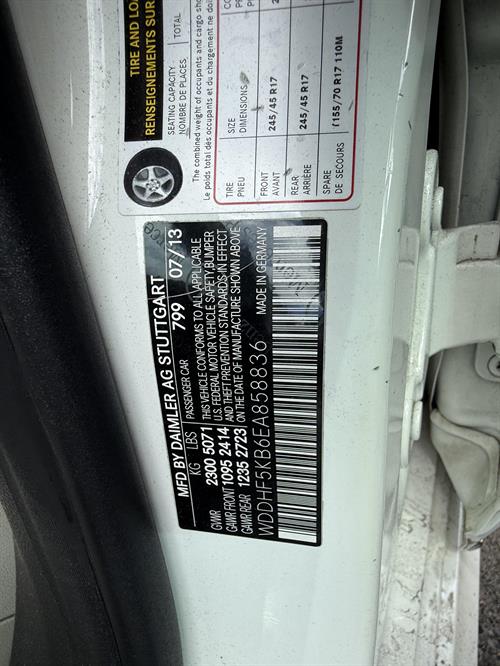 TIRE AND LOA
RENSEIGNEMENTS SUR
SEATING CAPACITY
NOMBRE DE PLACES
TOTAL
The combined weight of occupants and cargo sho
Le poids total des occupants et du chargement ne doi
TIRE
PNEU
SIZE
DIMENSIONS
FRONT
AVANT
245/45 R17
REAR
ARRIÈRE
245/45 R17
SPARE
DE SECOURS
T155/70 R17 110M
MFD BY DAIMLER AG STUTTGART
799 07/13
PASSENGER CAR
KG LBS
GVWR 2300 5071
GAWR FRONT 1095 2414
GAWR REAR 1235 2723
THIS VEHICLE CONFORMS TO ALL APPLICABLE
U.S. FEDERAL MOTOR VEHICLE SAFETY, BUMPER
AND THEFT PREVENTION STANDARDS IN EFFECT
ON THE DATE OF MANUFACTURE SHOWN ABOVE
WDDHF5KB6EA858836
MADE IN GERMANY